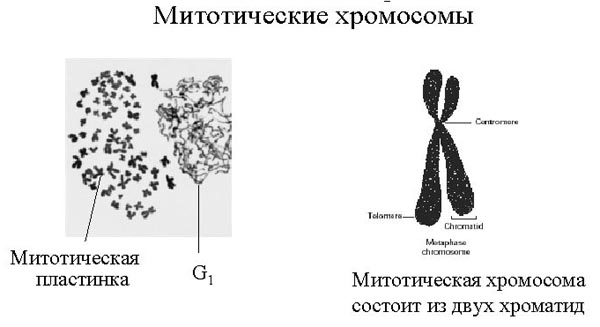 Митотические хромосомы
Centromere
Telomere
Chromatid
Metaphase
chromosome
Митотическая
пластинка
G1
Митотическая хромосома
состоит из двух хроматид